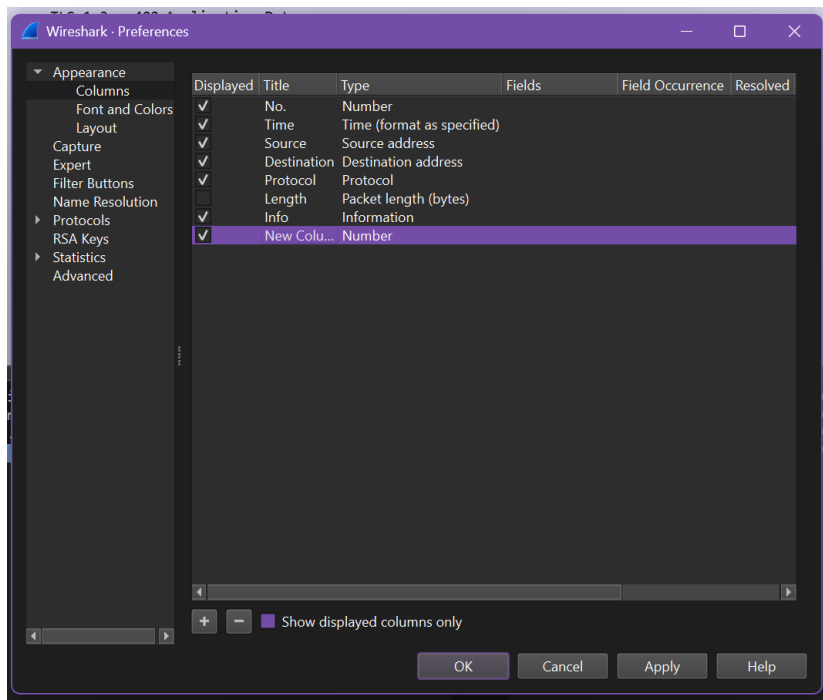 Wireshark · Preferences
Appearance
Columns
Font and Colors
Layout
Capture
Expert
Filter Buttons
Name Resolution
Protocols
RSA Keys
Statistics
Advanced
Displayed Title Type Fields Field Occurrence Resolved
No. Number
Time Time (format as specified)
Source Source address
Destination Destination address
Protocol Protocol
Length Packet length (bytes)
Info Information
New Colu... Number
Show displayed columns only
OK Cancel Apply Help